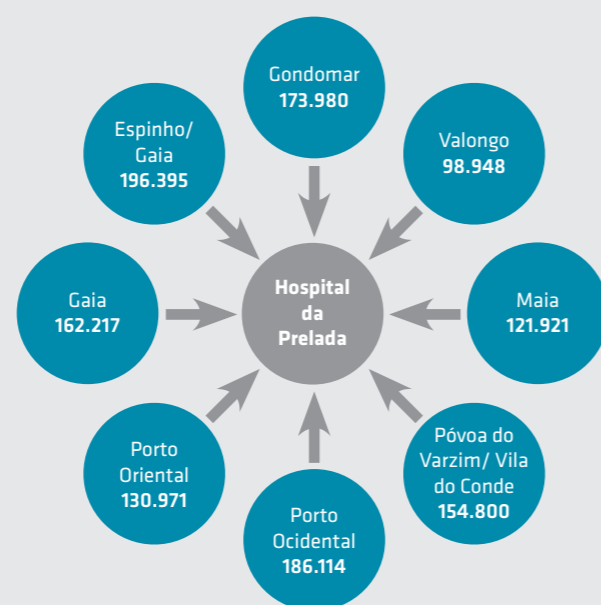 Gondomar
173.980
Espinho/
Gaia
196.395
Valongo
98.948
Gaia
162.217
Hospital
da
Prelada
Maia
121.921
Porto
Oriental
130.971
Póvoa do
Varzim/ Vila
do Conde
154.800
Porto
Ocidental
186.114